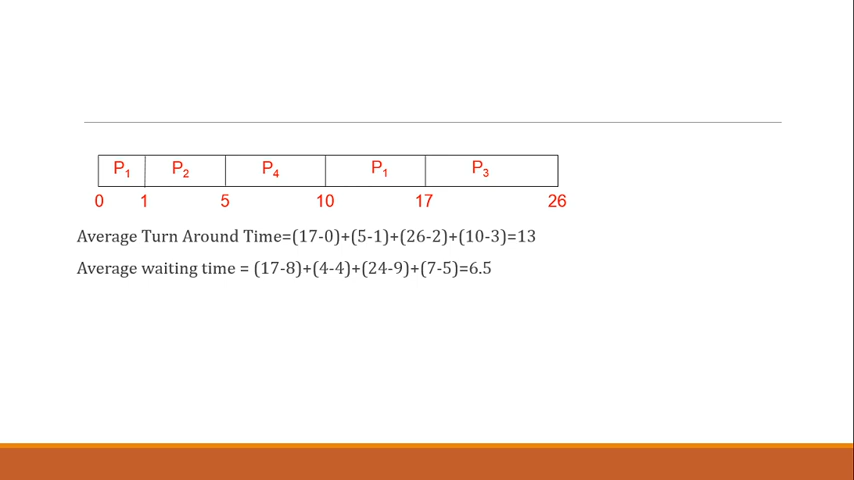 P1 P2 P4 P1 P3
0 1 5 10 17 26
Average Turn Around Time=(17-0)+(5-1)+(26-2)+(10-3)=13
Average waiting time = (17-8)+(4-4)+(24-9)+(7-5)=6.5